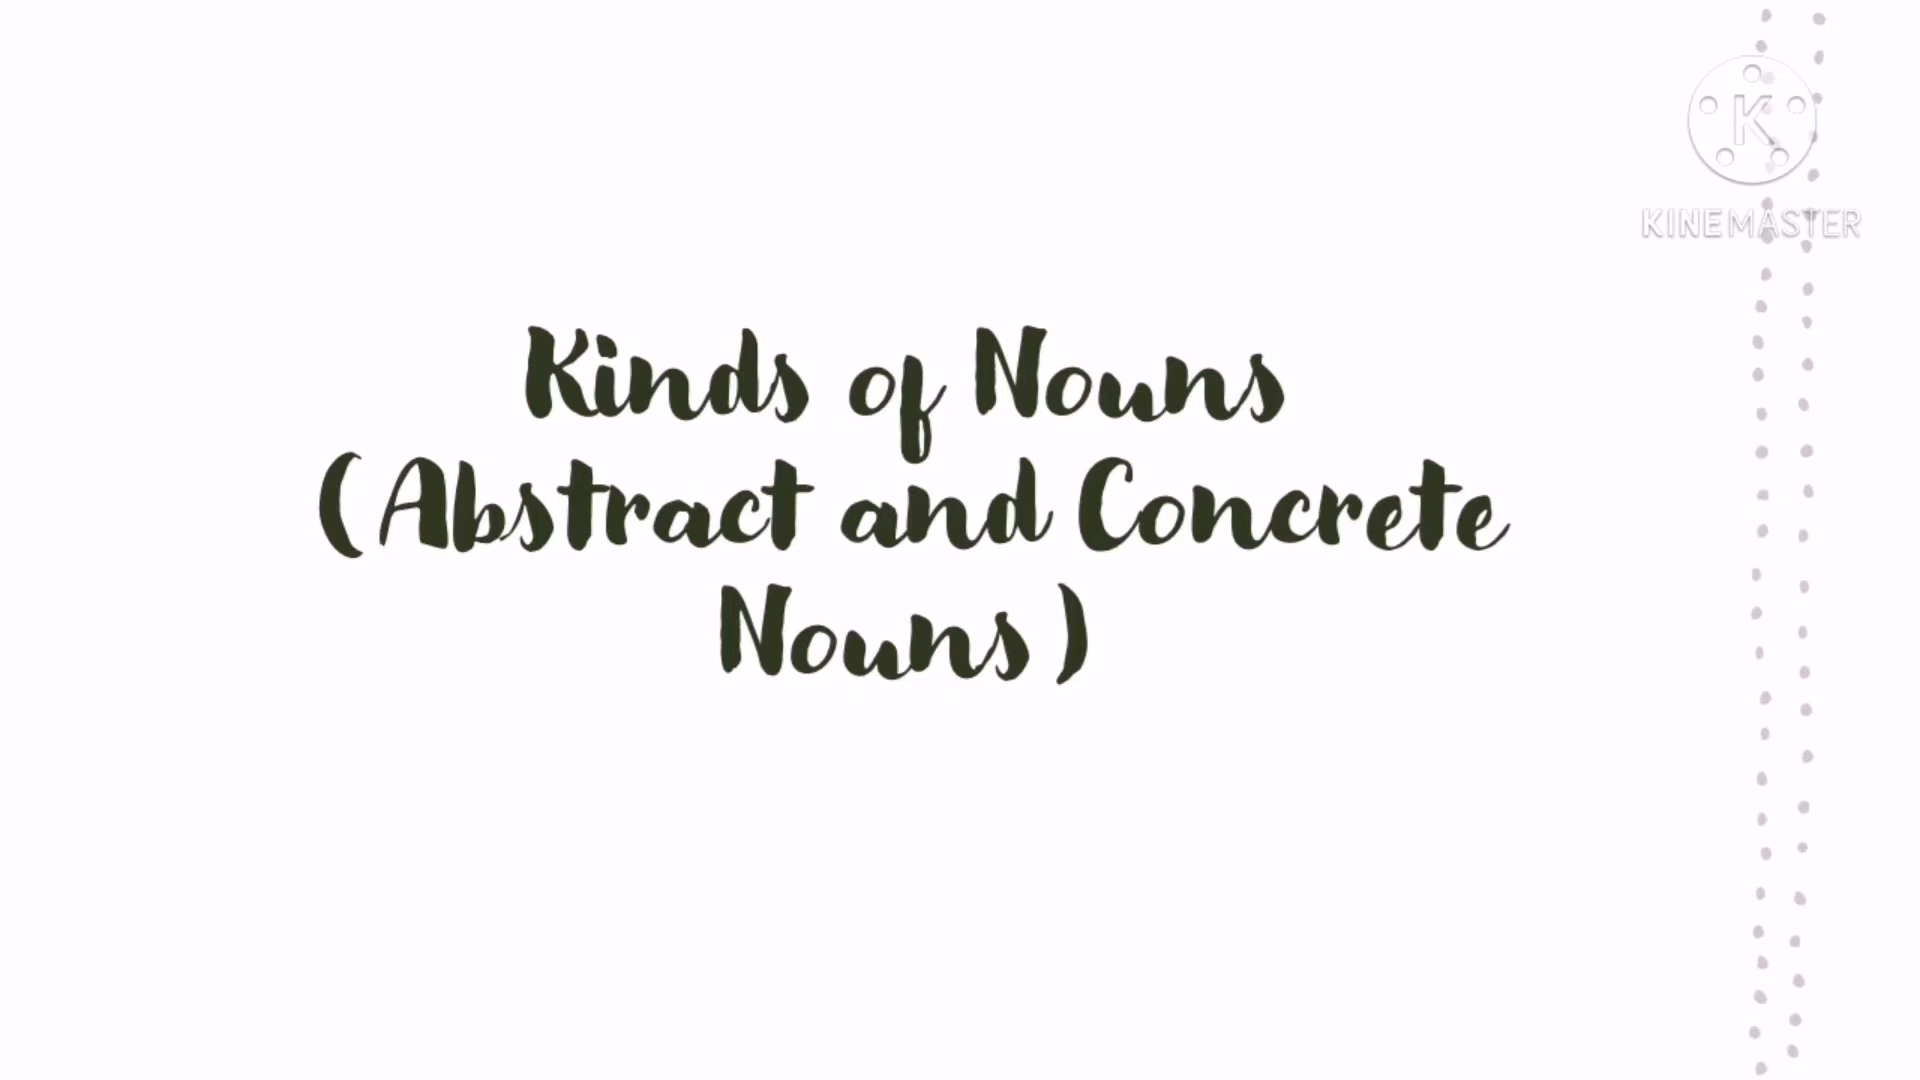 K
KINEMASTER
Kinds of Nouns
(Abstract and Concrete
Nouns)